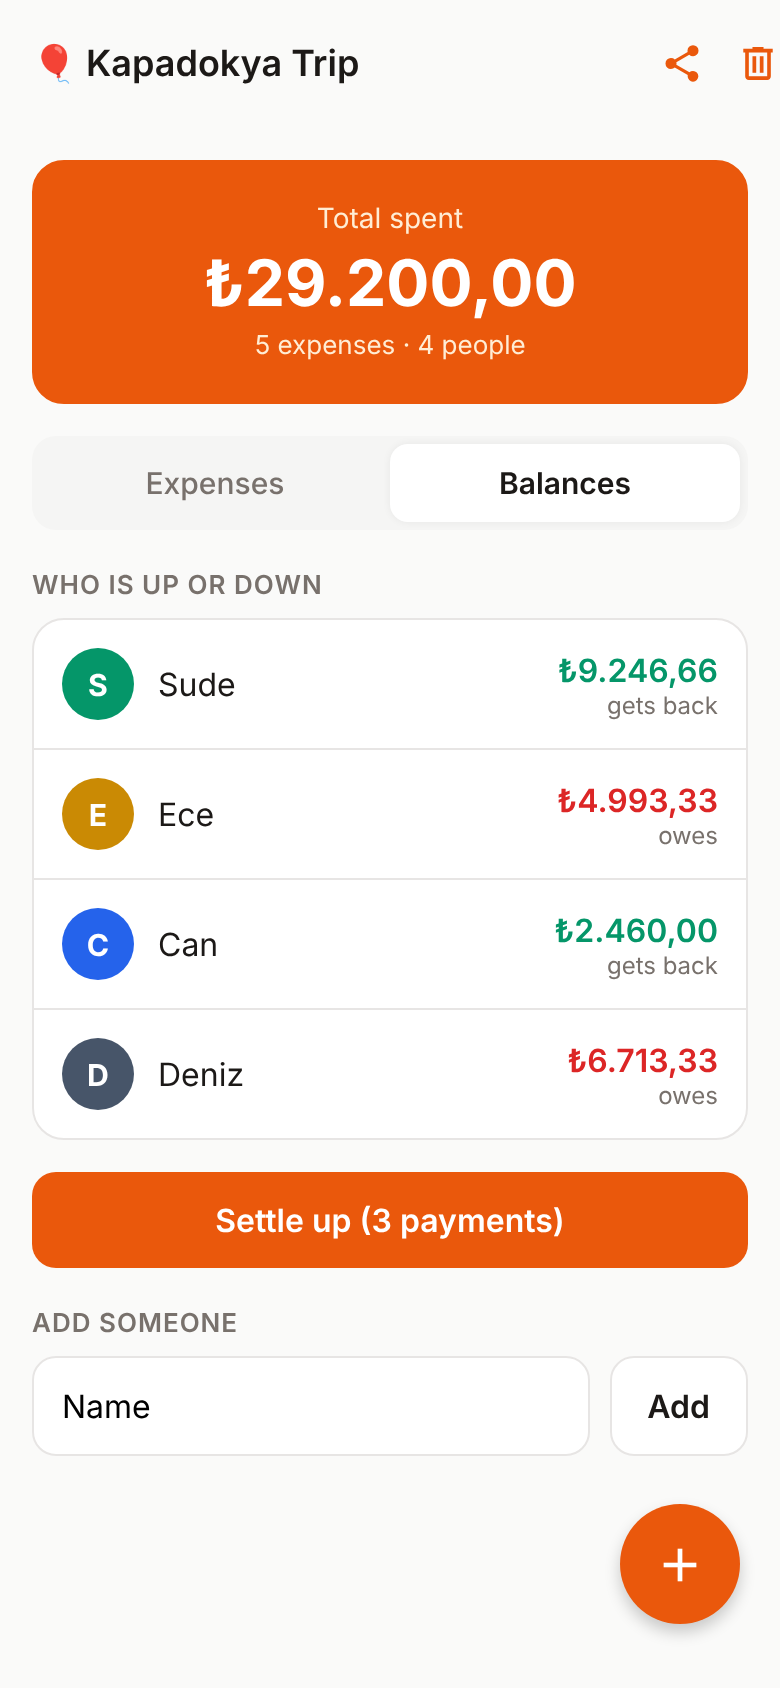 🎈 Kapadokya Trip
Total spent
₺29.200,00
5 expenses · 4 people
Expenses
Balances
WHO IS UP OR DOWN
S
Sude
₺9.246,66
gets back
E
Ece
₺4.993,33
owes
C
Can
₺2.460,00
gets back
D
Deniz
₺6.713,33
owes
Settle up (3 payments)
ADD SOMEONE
Name
Add